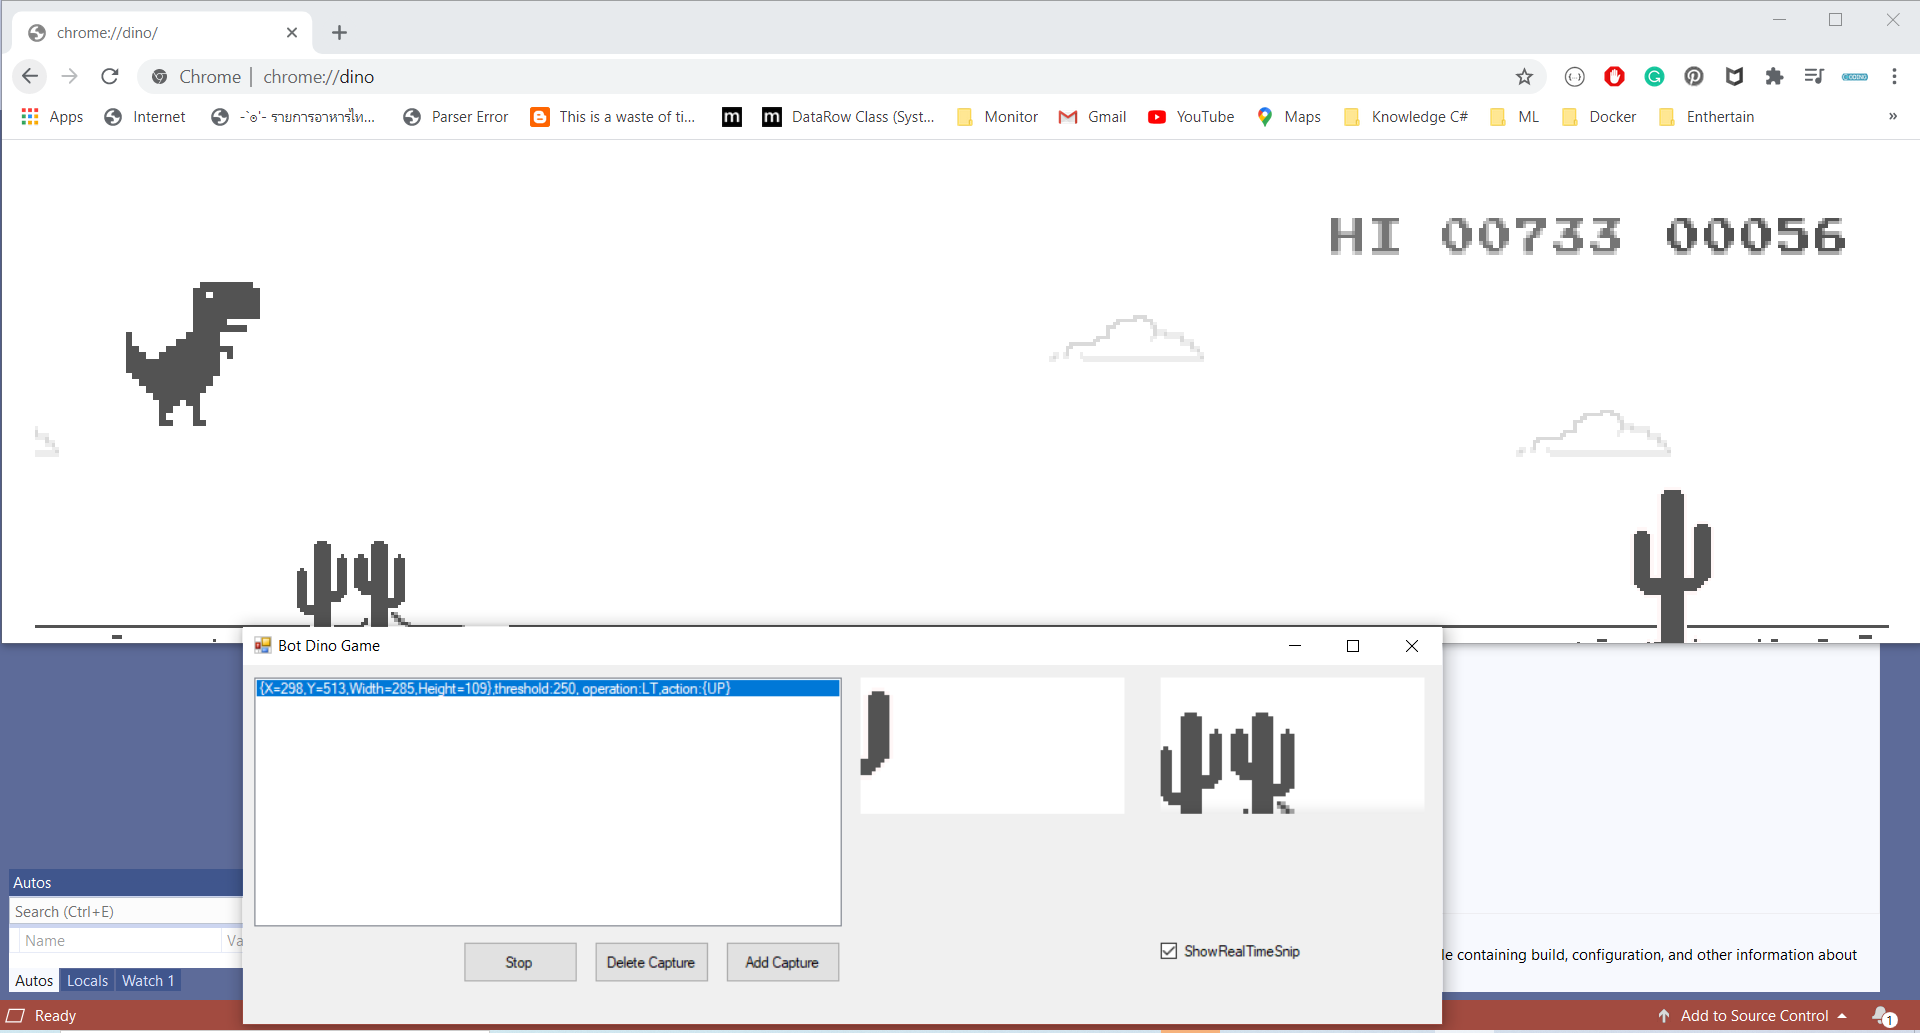 chrome://dino/
Chrome | chrome://dino
Apps Internet -`๏'- รายการอาหารไท... Parser Error This is a waste of ti... m m DataRow Class (Syst... Monitor Gmail YouTube Maps Knowledge C# ML Docker Enthertain »
HI 00733 00056
Bot Dino Game
{X=298,Y=513,Width=285,Height=109},threshold:250, operation:LT,action:{UP}
Autos
Search (Ctrl+E)
Name Va
Stop Delete Capture Add Capture
ShowRealTimeSnip
le containing build, configuration, and other information about
Autos Locals Watch 1
Ready Add to Source Control 1